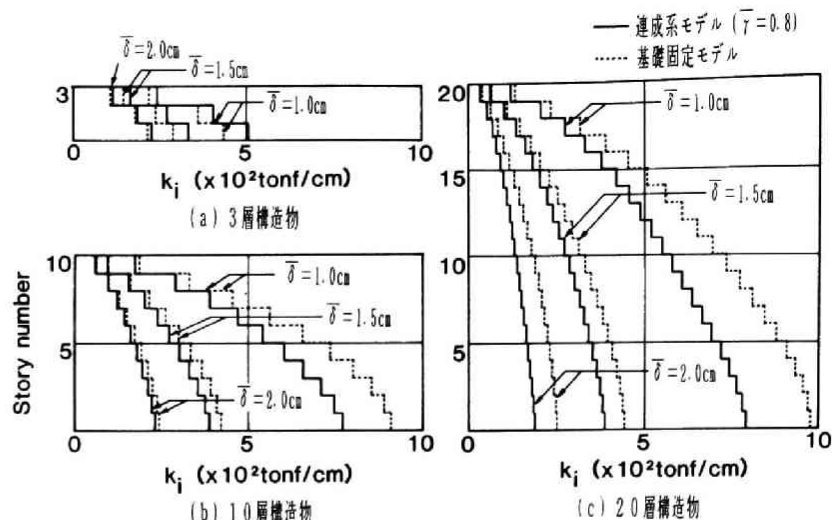 連成系モデル (γ̅=0.8)
基礎固定モデル
δ̅=2.0cm
δ̅=1.5cm
δ̅=1.0cm
3
0 5 10
k_i (x10²tonf/cm)
(a) 3層構造物
Story number
10
5
δ̅=1.0cm
δ̅=1.5cm
δ̅=2.0cm
0 5 10
k_i (x10²tonf/cm)
(b) 10層構造物
20
15
10
5
δ̅=1.0cm
δ̅=1.5cm
δ̅=2.0cm
0 5 10
k_i (x10²tonf/cm)
(c) 20層構造物